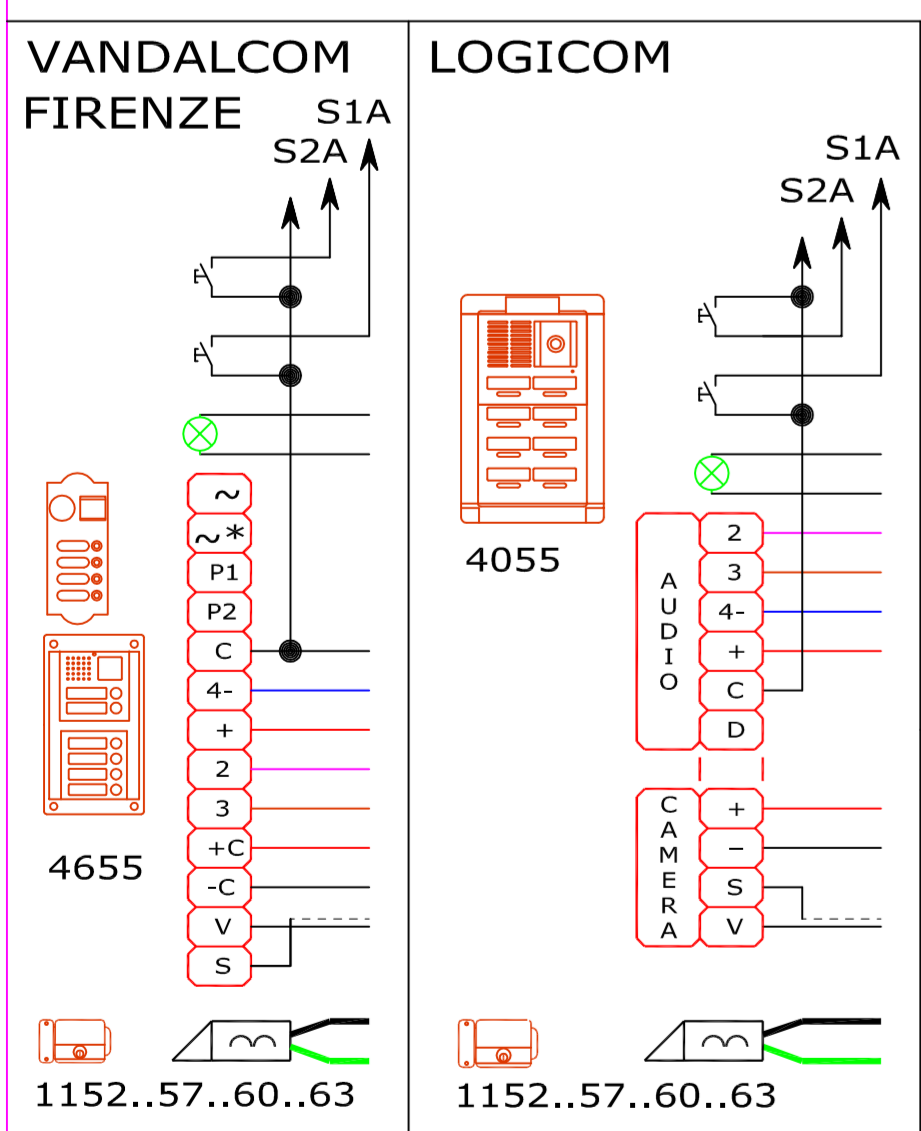 VANDALCOM
FIRENZE
S1A
S2A
~
~*
P1
P2
C
4-
+
2
3
+C
-C
V
S
4655
1152..57..60..63
LOGICOM
S1A
S2A
4055
AUDIO
2
3
4-
+
C
D
CAMERA
+
−
S
V
1152..57..60..63